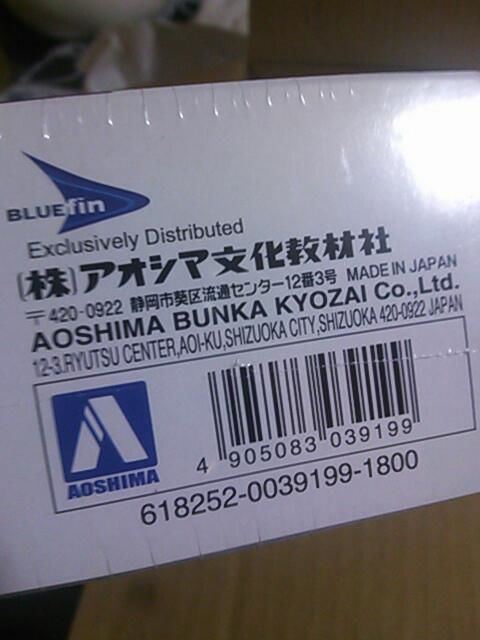 BLUEfin
Exclusively Distributed
(株)アオシマ文化教材社
〒420-0922 静岡市葵区流通センター12番3号 MADE IN JAPAN
AOSHIMA BUNKA KYOZAI Co.,Ltd.
12-3.RYUTSU CENTER,AOI-KU,SHIZUOKA CITY,SHIZUOKA 420-0922 JAPAN
AOSHIMA
4 905083 039199
618252-0039199-1800